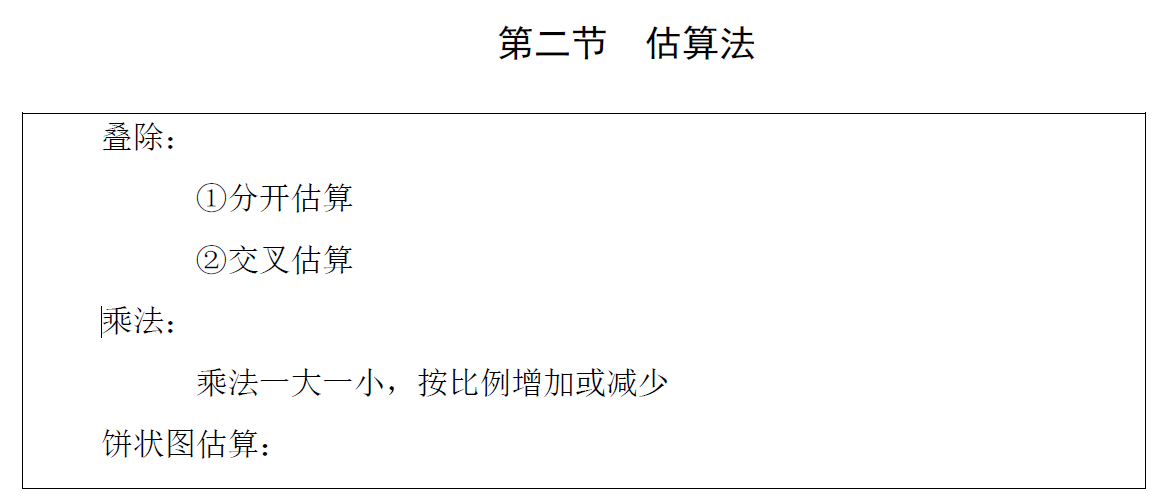 第二节　估算法
叠除：
①分开估算
②交叉估算
乘法：
乘法一大一小，按比例增加或减少
饼状图估算：